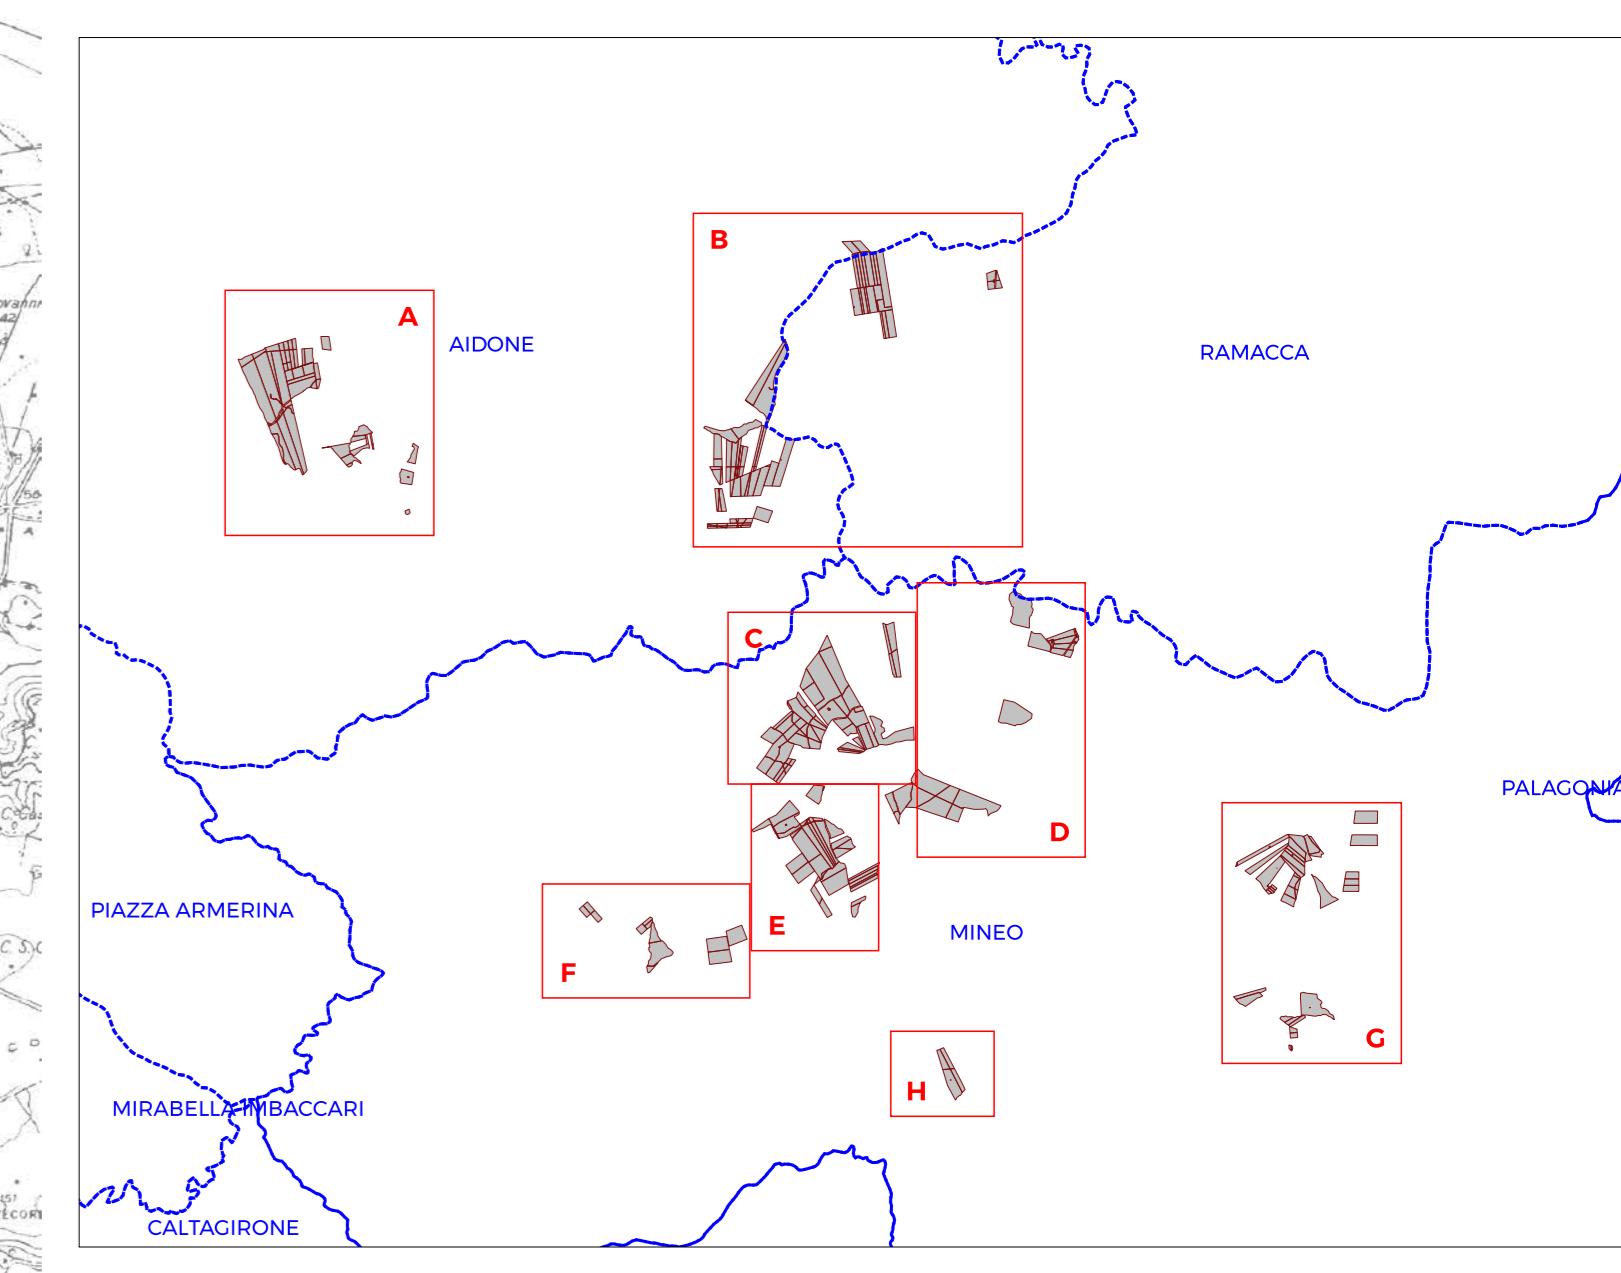 B
A
AIDONE
RAMACCA
C
PALAGONIA
D
PIAZZA ARMERINA
E
MINEO
F
G
H
MIRABELLA IMBACCARI
CALTAGIRONE